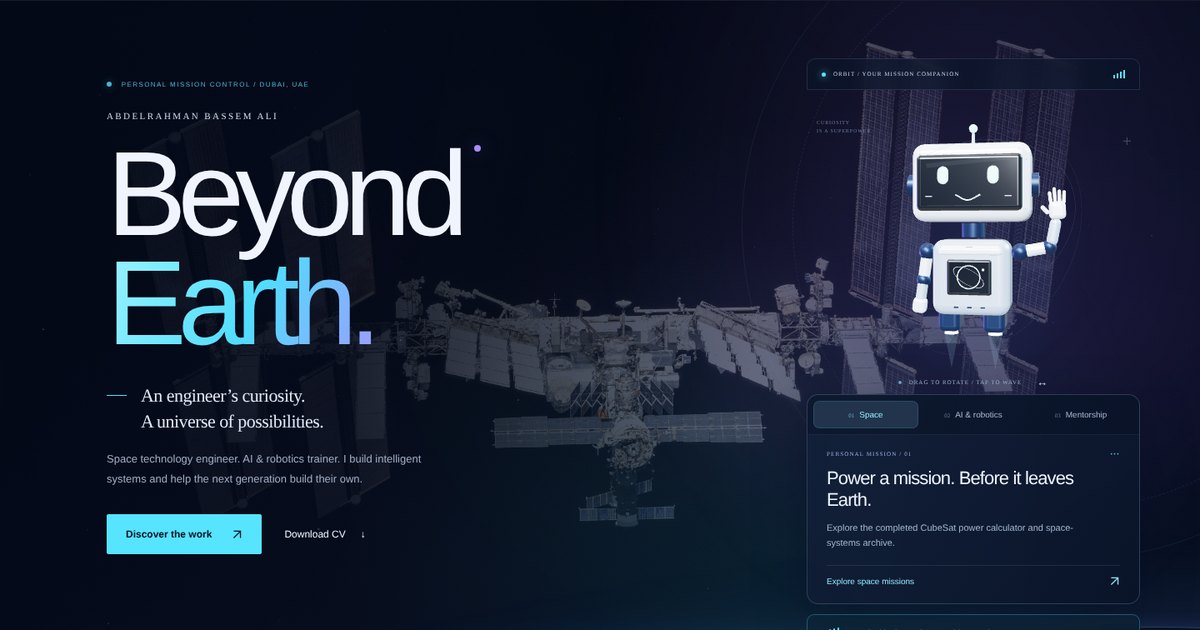 PERSONAL MISSION CONTROL / DUBAI, UAE
ABDELRAHMAN BASSEM ALI
Beyond
Earth.
An engineer’s curiosity.
A universe of possibilities.
Space technology engineer. AI & robotics trainer. I build intelligent
systems and help the next generation build their own.
Discover the work
Download CV ↓
ORBIT / YOUR MISSION COMPANION
CURIOSITY
IS A SUPERPOWER
DRAG TO ROTATE / TAP TO WAVE ↔
01 Space
02 AI & robotics
03 Mentorship
PERSONAL MISSION / 01
Power a mission. Before it leaves
Earth.
Explore the completed CubeSat power calculator and space-
systems archive.
Explore space missions